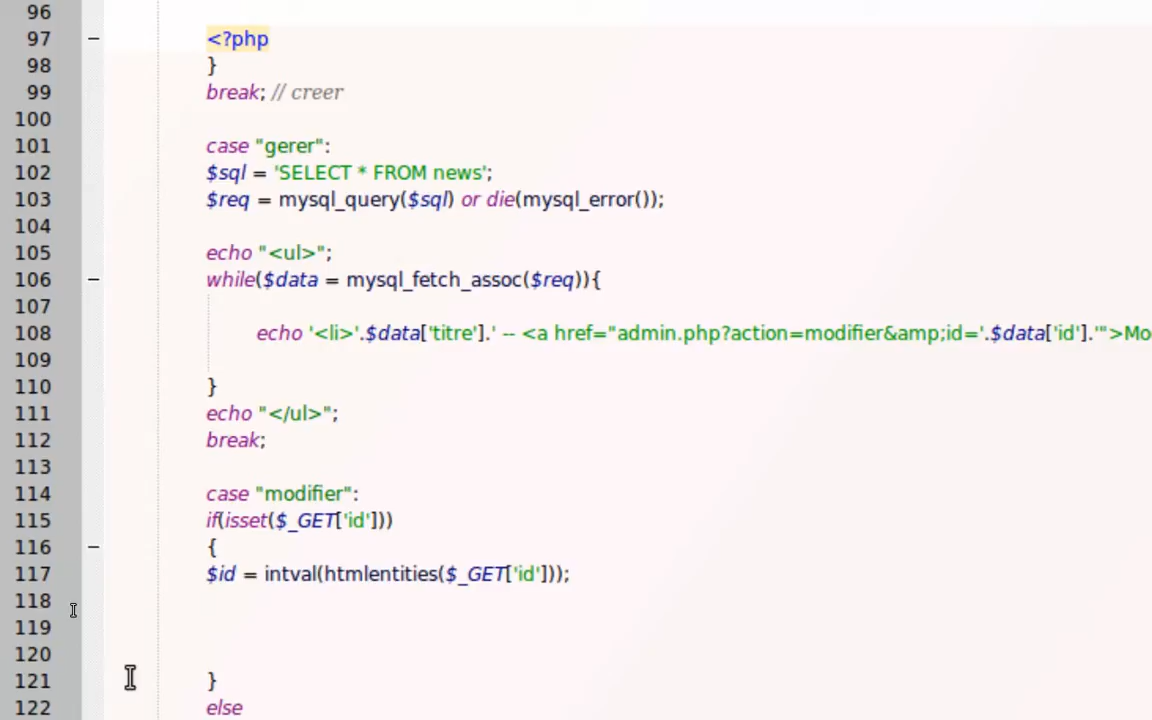 96
97 <?php
98 }
99 break; // creer
100
101 case "gerer":
102 $sql = 'SELECT * FROM news';
103 $req = mysql_query($sql) or die(mysql_error());
104
105 echo "<ul>";
106 while($data = mysql_fetch_assoc($req)){
107
108 echo '<li>'.$data['titre'].' -- <a href="admin.php?action=modifier&amp;id='.$data['id'].'">Mo
109
110 }
111 echo "</ul>";
112 break;
113
114 case "modifier":
115 if(isset($_GET['id']))
116 {
117 $id = intval(htmlentities($_GET['id']));
118
119
120
121 }
122 else